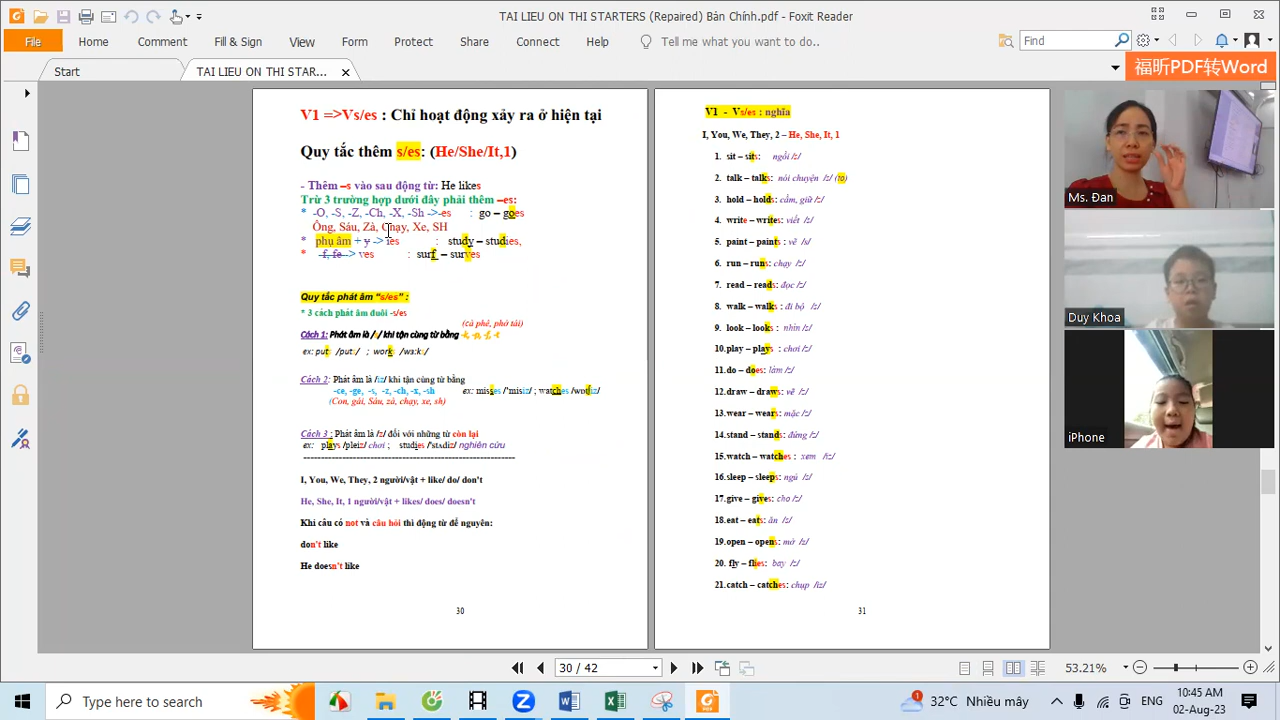 TAI LIEU ON THI STARTERS (Repaired) Bản Chính.pdf - Foxit Reader
File Home Comment Fill & Sign View Form Protect Share Connect Help Tell me what you want to do.. Find
Start TAI LIEU ON THI STAR... 福昕PDF转Word
V1 =>Vs/es : Chỉ hoạt động xảy ra ở hiện tại
Quy tắc thêm s/es: (He/She/It,1)
- Thêm –s vào sau động từ: He likes
Trừ 3 trường hợp dưới đây phải thêm –es:
* -O, -S, -Z, -Ch, -X, -Sh ->-es : go – goes
Ông, Sáu, Zà, Chạy, Xe, SH
* phụ âm + y -> ies : study – studies,
* -f, fe -> ves : surf – surves
Quy tắc phát âm "s/es" :
* 3 cách phát âm đuôi -s/es
(cà phê, phở tái)
Cách 1: Phát âm là /s/ khi tận cùng từ bằng
Cách 2: Phát âm là /iz/ khi tận cùng từ bằng
-ce, -ge, -s, -z, -ch, -x, -sh ex: misses /'misiz/ ; watches /wɒtʃiz/
(Con, gái, Sáu, zà, chạy, xe, sh)
Cách 3 : Phát âm là /z/ đối với những từ còn lại
ex: plays /pleiz/ chơi ; studies /'stʌdiz/ nghiên cứu
I, You, We, They, 2 người/vật + like/ do/ don't
He, She, It, 1 người/vật + likes/ does/ doesn't
Khi câu có not và câu hỏi thì động từ để nguyên:
don't like
He doesn't like
30
V1 - Vs/es : nghĩa
I, You, We, They, 2 – He, She, It, 1
1. sit – sits: ngồi /z/
2. talk – talks: nói chuyện /z/ (to)
3. hold – holds: cầm, giữ /z/
4. write – writes: viết /z/
5. paint – paints : vẽ /s/
6. run – runs: chạy /z/
7. read – reads: đọc /z/
8. walk – walks : đi bộ /z/
9. look – looks : nhìn /z/
10. play – plays : chơi /z/
11. do – does: làm /z/
12. draw – draws: vẽ /z/
13. wear – wears: mặc /z/
14. stand – stands: đứng /z/
15. watch – watches : xem /iz/
16. sleep – sleeps: ngủ /z/
17. give – gives: cho /z/
18. eat – eats: ăn /z/
19. open – opens: mở /z/
20. fly – flies: bay /z/
21. catch – catches: chụp /iz/
31
Ms. Đan
Duy Khoa
iPhone
30 / 42 53.21%
Type here to search 32°C Nhiều mây ENG 10:45 AM
02-Aug-23